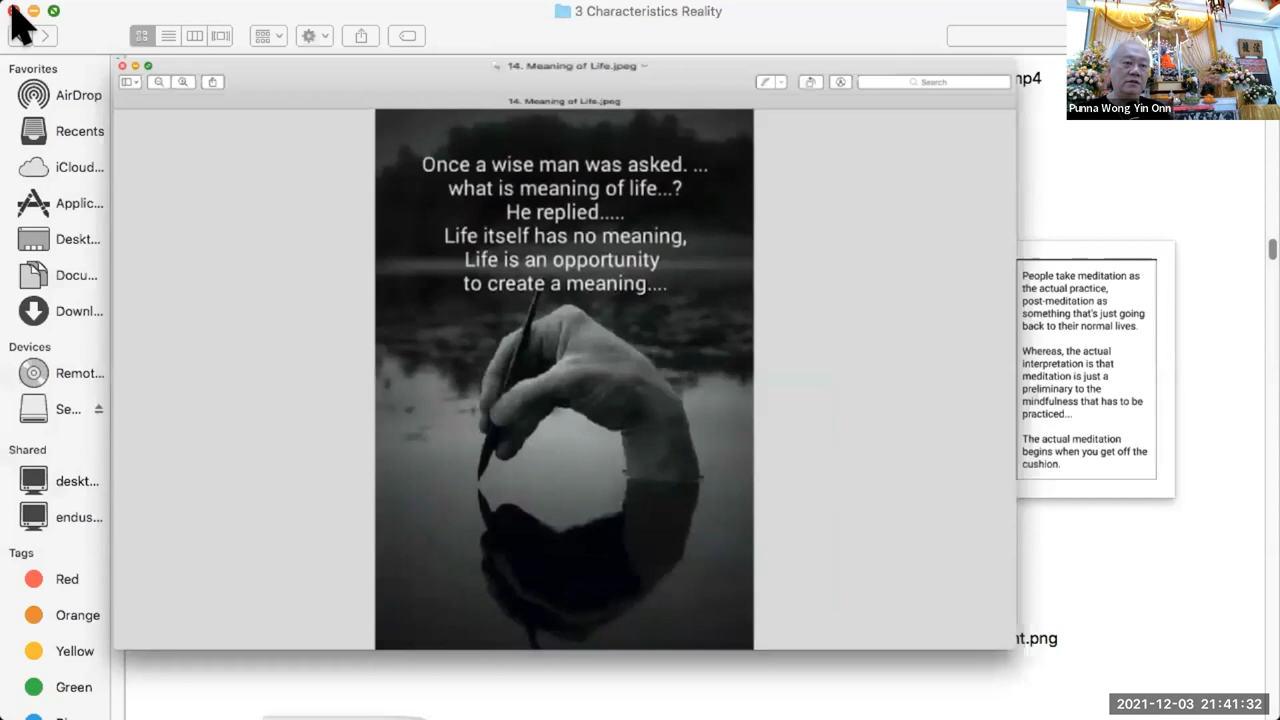 3 Characteristics Reality
Favorites
AirDrop
Recents
iCloud...
Applic...
Deskt...
Docu...
Downl...
Devices
Remot...
Se...
Shared
deskt...
endus...
Tags
Red
Orange
Yellow
Green
14. Meaning of Life.jpeg
Search
14. Meaning of Life.jpeg
Once a wise man was asked. ...
what is meaning of life...?
He replied.....
Life itself has no meaning,
Life is an opportunity
to create a meaning....
mp4
People take meditation as
the actual practice,
post-meditation as
something that's just going
back to their normal lives.
Whereas, the actual
interpretation is that
meditation is just a
preliminary to the
mindfulness that has to be
practiced...
The actual meditation
begins when you get off the
cushion.
nt.png
Punna Wong Yin Onn
2021-12-03 21:41:32